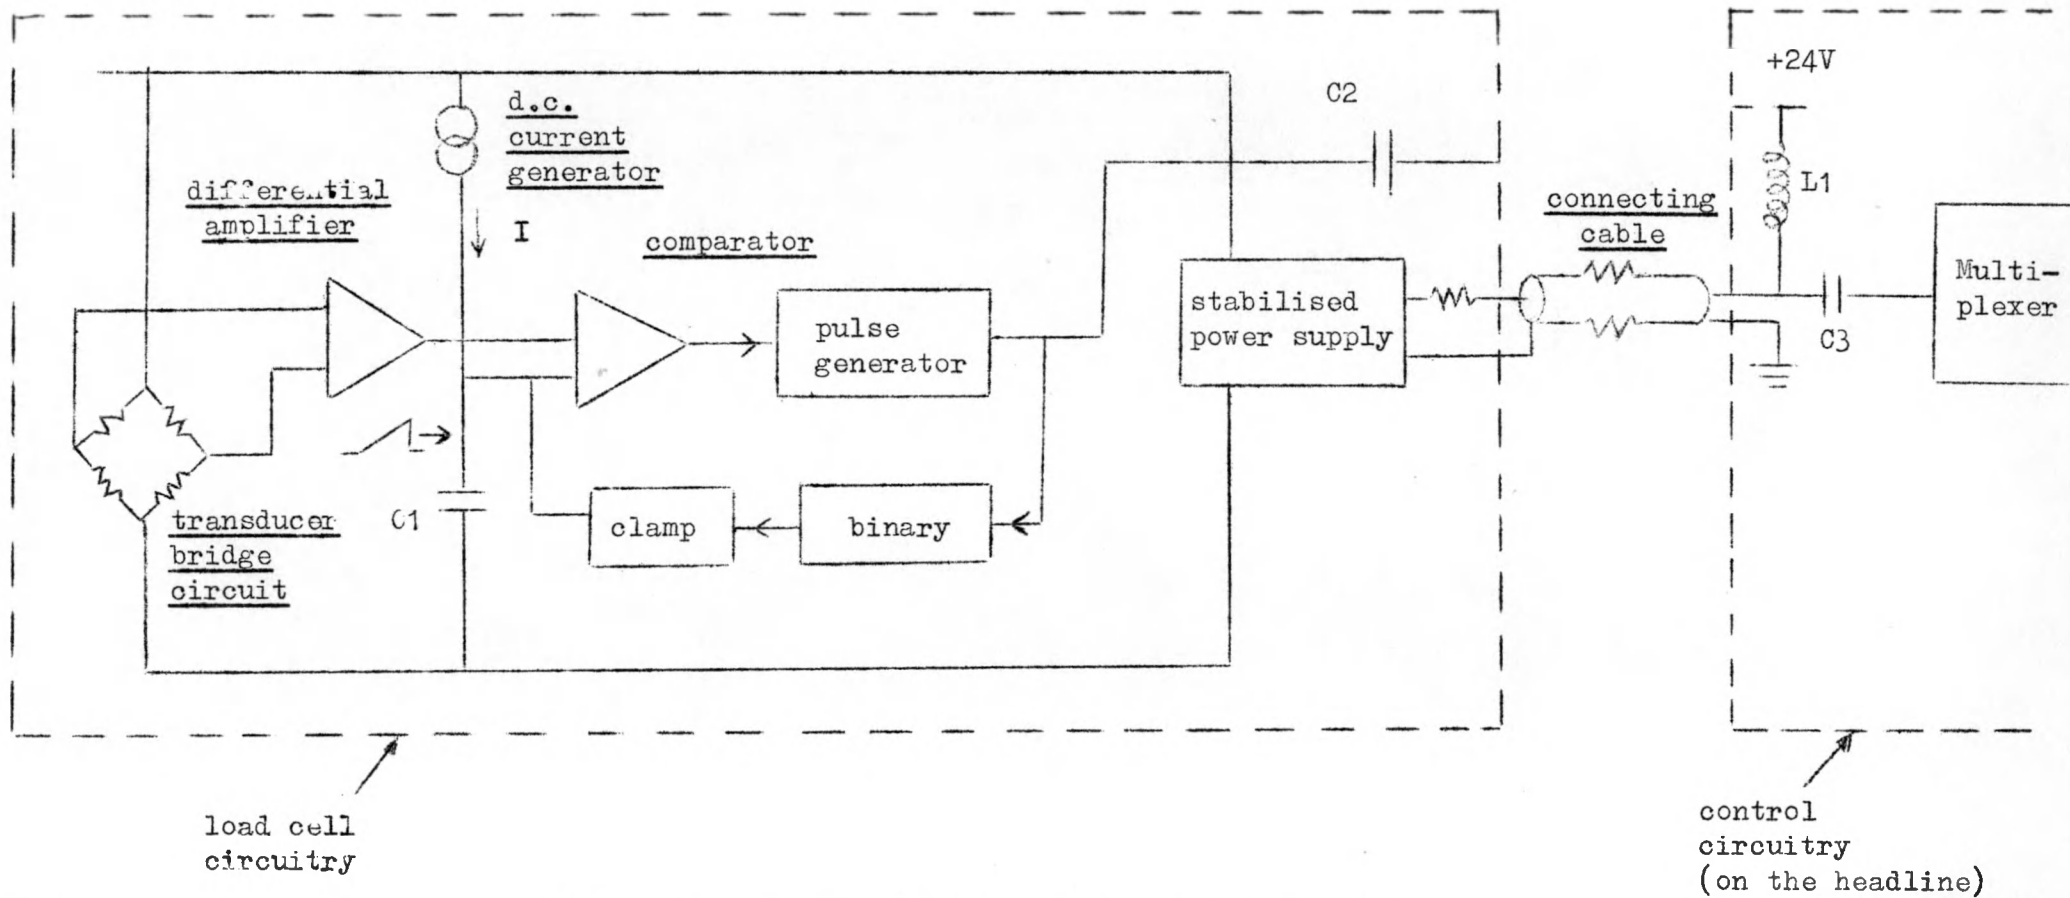 +24V
C2
d.c.
current
generator
L1
differential
amplifier
connecting
cable
I
comparator
Multi-
plexer
stabilised
power supply
pulse
generator
C3
transducer
bridge
circuit
C1
clamp
binary
load cell
circuitry
control
circuitry
(on the headline)